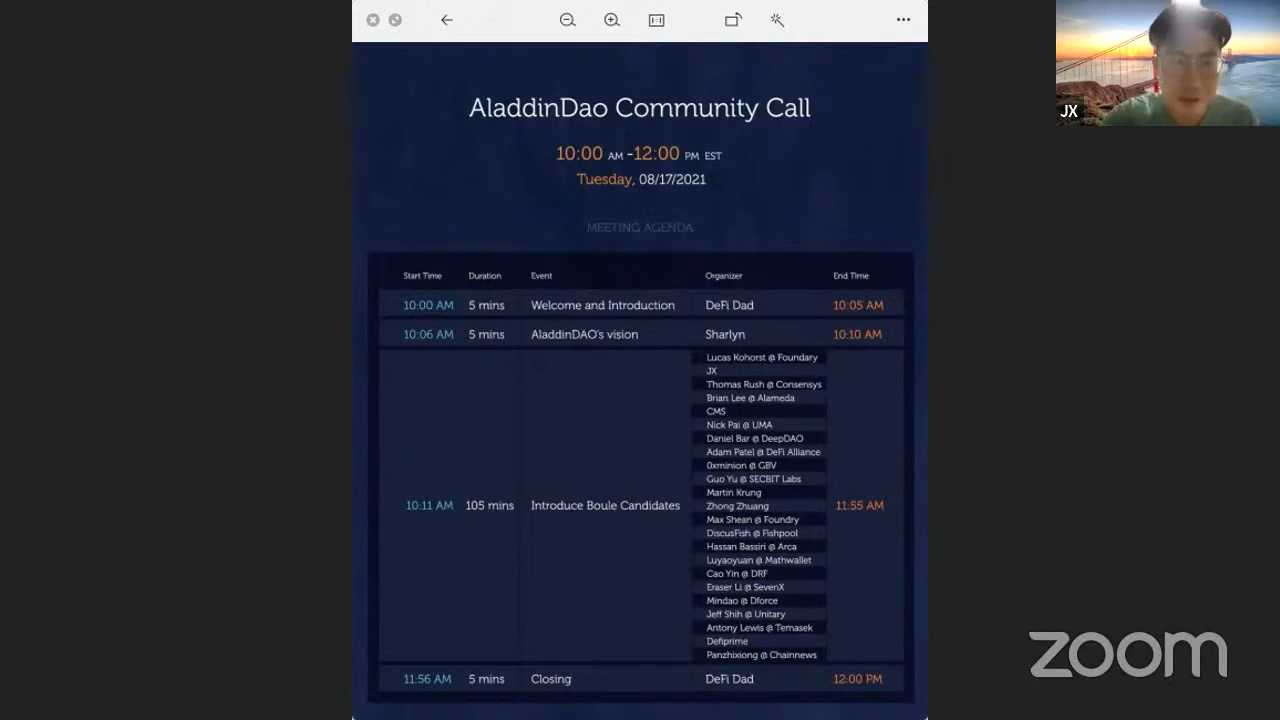 AladdinDao Community Call
10:00 AM -12:00 PM EST
Tuesday, 08/17/2021
MEETING AGENDA
Start Time Duration Event Organizer End Time
10:00 AM 5 mins Welcome and Introduction DeFi Dad 10:05 AM
10:06 AM 5 mins AladdinDAO's vision Sharlyn 10:10 AM
10:11 AM 105 mins Introduce Boule Candidates 11:55 AM
Lucas Kohorst @ Foundary
JX
Thomas Rush @ Consensys
Brian Lee @ Alameda
CMS
Nick Pai @ UMA
Daniel Bar @ DeepDAO
Adam Patel @ DeFi Alliance
0xminion @ GBV
Guo Yu @ SECBIT Labs
Martin Krung
Zhong Zhuang
Max Shean @ Foundry
DiscusFish @ Fishpool
Hassan Bassiri @ Arca
Luyaoyuan @ Mathwallet
Cao Yin @ DRF
Eraser Li @ SevenX
Mindao @ Dforce
Jeff Shih @ Unitary
Antony Lewis @ Temasek
Defiprime
Panzhixiong @ Chainnews
11:56 AM 5 mins Closing DeFi Dad 12:00 PM
JX
zoom